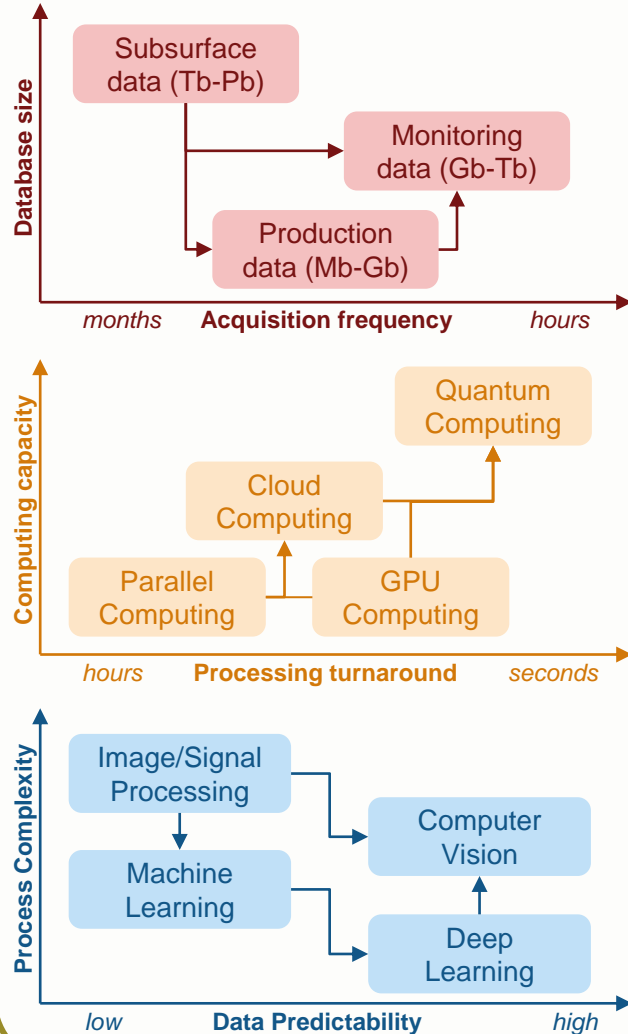 Database size
Subsurface
data (Tb-Pb)
Monitoring
data (Gb-Tb)
Production
data (Mb-Gb)
months Acquisition frequency hours
Computing capacity
Quantum
Computing
Cloud
Computing
Parallel
Computing
GPU
Computing
hours Processing turnaround seconds
Process Complexity
Image/Signal
Processing
Computer
Vision
Machine
Learning
Deep
Learning
low Data Predictability high